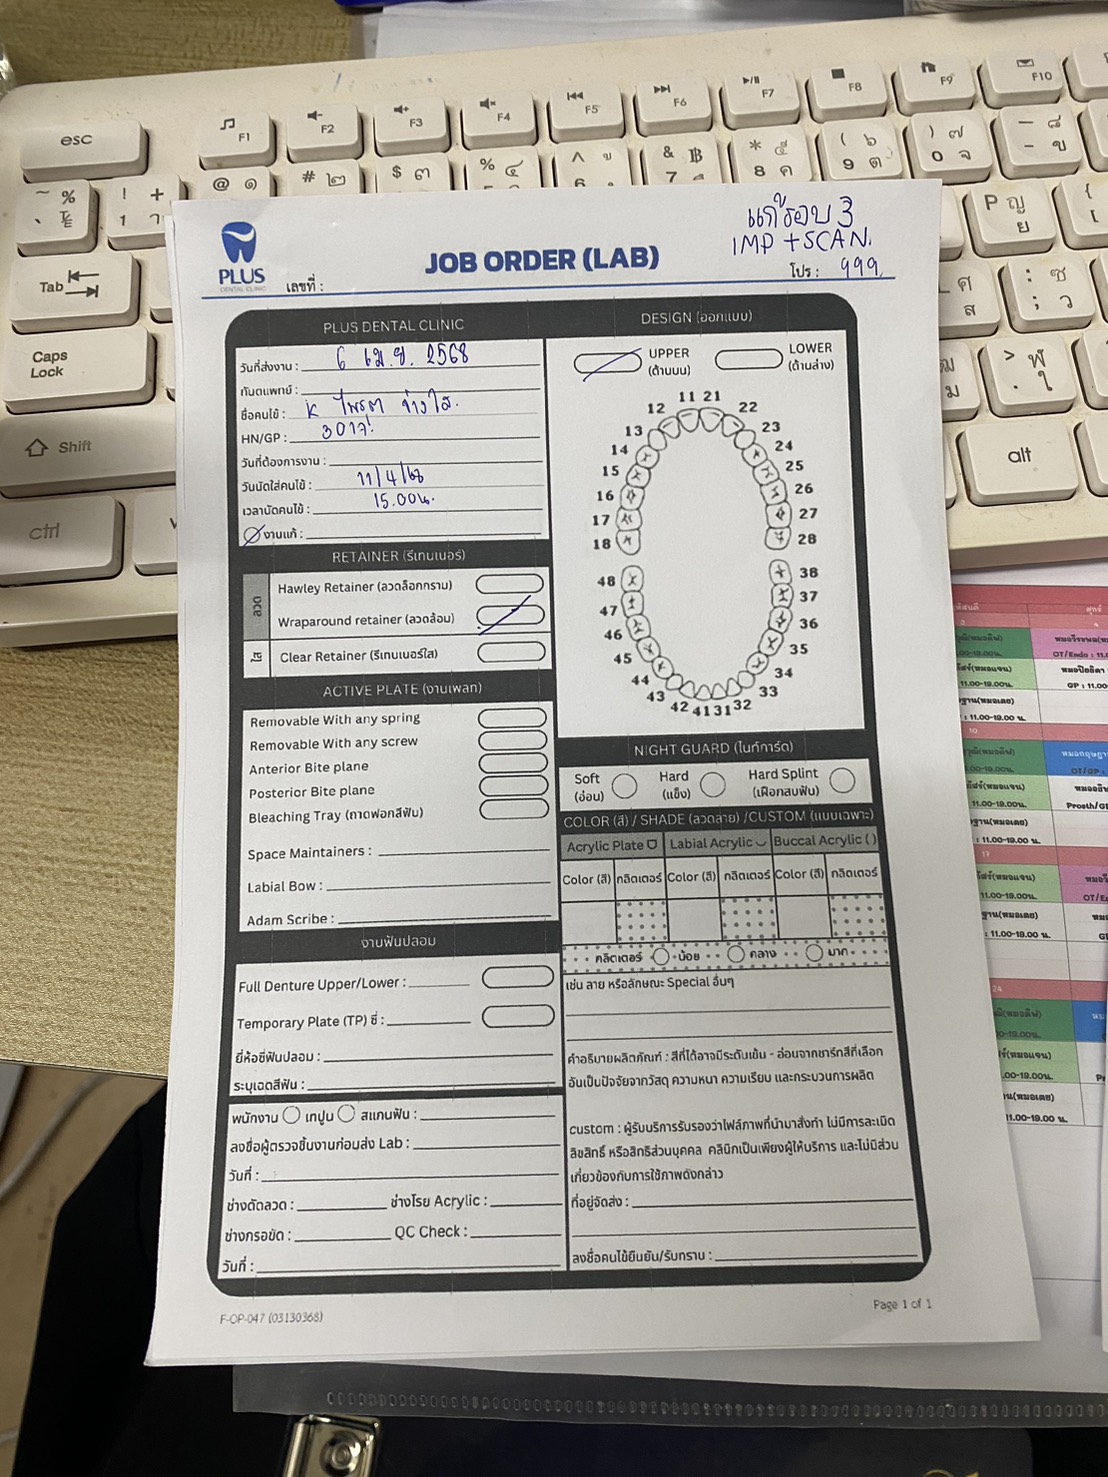 esc
F1
F2
F3
F4
F5
F6
F7
F8
F9
F10
Tab
Caps Lock
Shift
ctrl
alt
แก้รอบ 3
IMP + SCAN.
PLUS
DENTAL CLINIC
JOB ORDER (LAB)
เลขที่ :
โปร : 999.
PLUS DENTAL CLINIC
วันที่ส่งงาน : 6 เม.ย. 2568
ทันตแพทย์ :
ชื่อคนไข้ : K
HN/GP :
วันที่ต้องการงาน :
วันนัดใส่คนไข้ : 11/4/68
เวลานัดคนไข้ : 15.00น.
งานแก้ :
RETAINER (รีเทนเนอร์)
ลวด
Hawley Retainer (ลวดล็อกกราม)
Wraparound retainer (ลวดล้อม)
ใส
Clear Retainer (รีเทนเนอร์ใส)
ACTIVE PLATE (งานเพลท)
Removable With any spring
Removable With any screw
Anterior Bite plane
Posterior Bite plane
Bleaching Tray (ถาดฟอกสีฟัน)
Space Maintainers :
Labial Bow :
Adam Scribe :
งานฟันปลอม
Full Denture Upper/Lower :
Temporary Plate (TP) ซี่ :
ยี่ห้อซี่ฟันปลอม :
ระบุเฉดสีฟัน :
พนักงาน เทปูน สแกนฟัน :
ลงชื่อผู้ตรวจชิ้นงานก่อนส่ง Lab :
วันที่ :
ช่างดัดลวด : ช่างโรย Acrylic :
ช่างกรอขัด : QC Check :
วันที่ :
DESIGN (ออกแบบ)
UPPER (ด้านบน)
LOWER (ด้านล่าง)
11 21
12 22
13 23
14 24
15 25
16 26
17 27
18 28
48 38
47 37
46 36
45 35
44 34
43 33
42 41 31 32
NIGHT GUARD (ไนท์การ์ด)
Soft (อ่อน)
Hard (แข็ง)
Hard Splint (เฝือกสบฟัน)
COLOR (สี) / SHADE (ลวดลาย) /CUSTOM (แบบเฉพาะ)
Acrylic Plate Labial Acrylic Buccal Acrylic ( )
Color (สี) กลิตเตอร์ Color (สี) กลิตเตอร์ Color (สี) กลิตเตอร์
กลิตเตอร์ น้อย กลาง มาก
เช่น ลาย หรือลักษณะ Special อื่นๆ
คำอธิบายผลิตภัณฑ์ : สีที่ได้อาจมีระดับเข้ม - อ่อนจากชาร์ทสีที่เลือก
อันเป็นปัจจัยจากวัสดุ ความหนา ความเรียบ และกระบวนการผลิต
custom : ผู้รับบริการรับรองว่าไฟล์ภาพที่นำมาสั่งทำ ไม่มีการละเมิด
ลิขสิทธิ์ หรือสิทธิส่วนบุคคล คลินิกเป็นเพียงผู้ให้บริการ และไม่มีส่วน
เกี่ยวข้องกับการใช้ภาพดังกล่าว
ที่อยู่จัดส่ง :
ลงชื่อคนไข้ยืนยัน/รับทราบ :
F-OP-047 (03130368)
Page 1 of 1